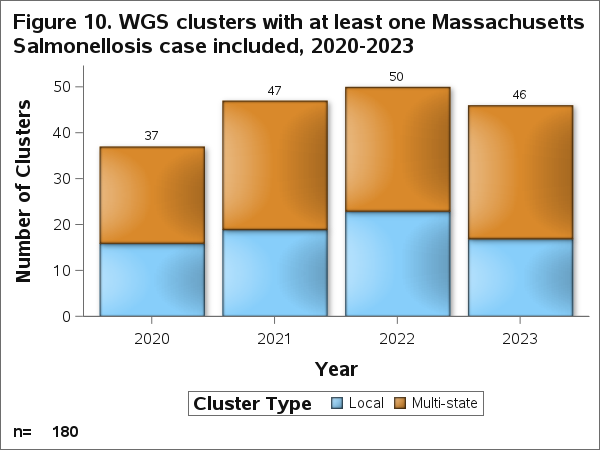 Figure 10. WGS clusters with at least one Massachusetts
Salmonellosis case included, 2020-2023
Number of Clusters
50
40
30
20
10
0
37
47
50
46
2020
2021
2022
2023
Year
Cluster Type
Local
Multi-state
n= 180